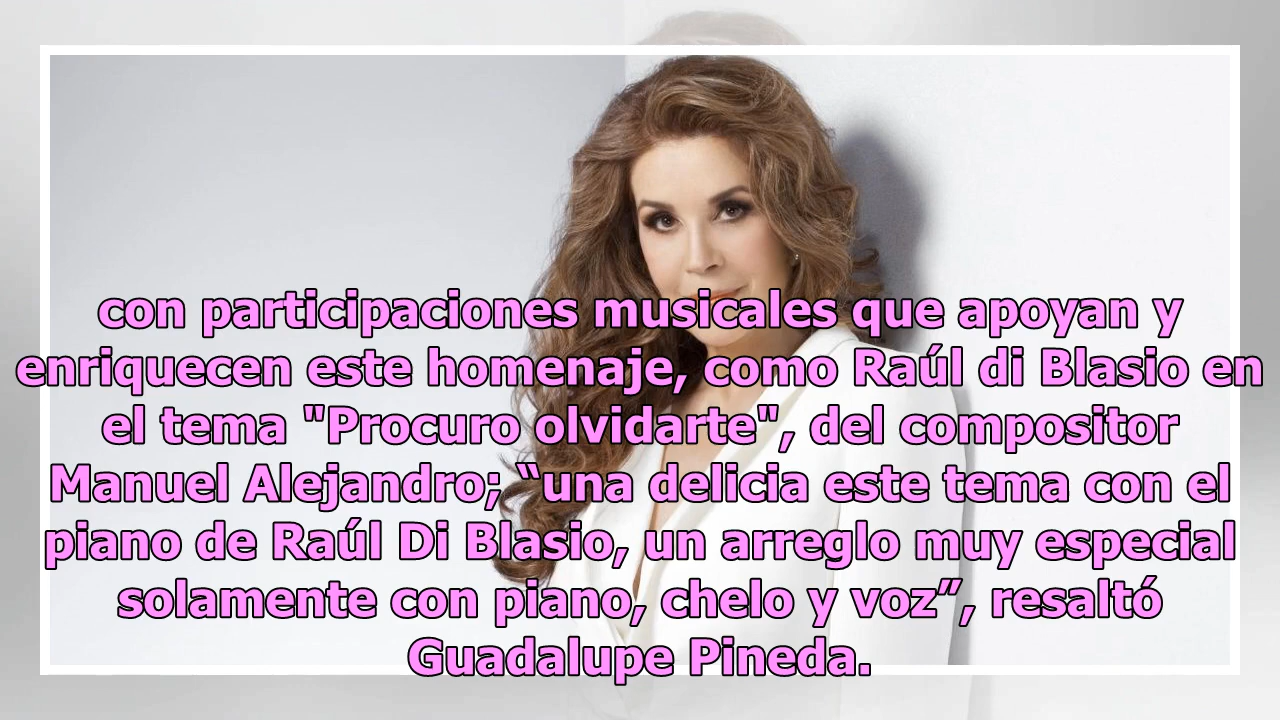 con participaciones musicales que apoyan y
enriquecen este homenaje, como Raúl di Blasio en
el tema "Procuro olvidarte", del compositor
Manuel Alejandro; “una delicia este tema con el
piano de Raúl Di Blasio, un arreglo muy especial
solamente con piano, chelo y voz”, resaltó
Guadalupe Pineda.